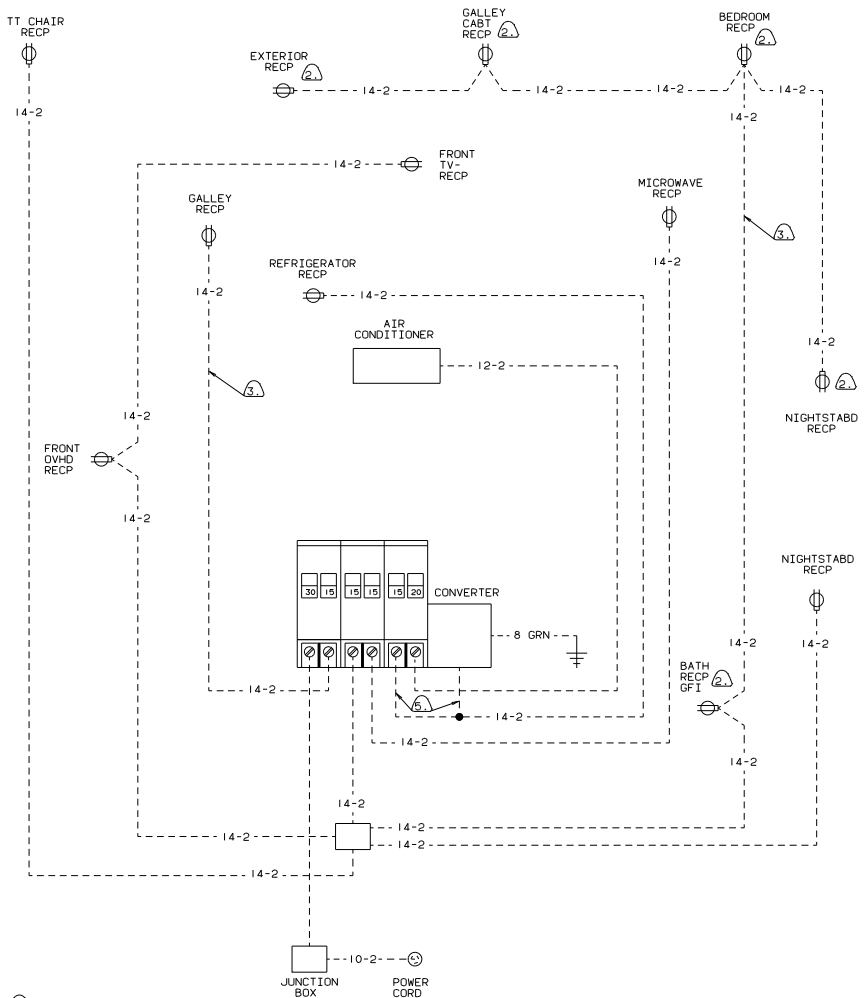 TT CHAIR
RECP
GALLEY
CABT
RECP 2.
BEDROOM
RECP 2.
EXTERIOR
RECP 2.
14-2
14-2
14-2
14-2
14-2
14-2
14-2
FRONT
TV-
RECP
GALLEY
RECP
MICROWAVE
RECP
3.
REFRIGERATOR
RECP
14-2
14-2
14-2
AIR
CONDITIONER
12-2
14-2
3.
2.
NIGHTSTABD
RECP
14-2
FRONT
OVHD
RECP
14-2
NIGHTSTABD
RECP
30 15 15 15 15 20
CONVERTER
8 GRN
14-2
14-2
BATH
RECP
GFI 2.
14-2
5.
14-2
14-2
14-2
14-2
14-2
14-2
14-2
14-2
10-2
JUNCTION
BOX
POWER
CORD